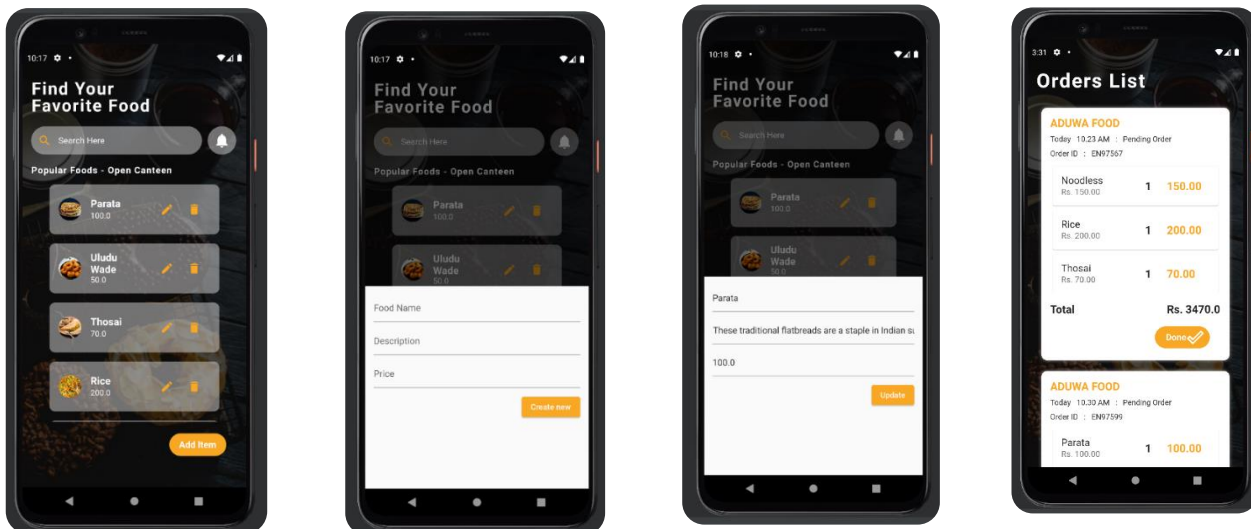 10:17
Find Your
Favorite Food
Search Here
Popular Foods - Open Canteen
Parata
100.0
Uludu
Wade
50.0
Thosai
70.0
Rice
200.0
Add Item
10:17
Find Your
Favorite Food
Search Here
Popular Foods - Open Canteen
Parata
100.0
Uludu
Wade
50.0
Food Name
Description
Price
Create new
10:18
Find Your
Favorite Food
Search Here
Popular Foods - Open Canteen
Parata
100.0
Uludu
Wade
50.0
Parata
These traditional flatbreads are a staple in Indian su
100.0
Update
3:31
Orders List
ADUWA FOOD
Today 10.23 AM : Pending Order
Order ID : EN97567
Noodless 1 150.00
Rs. 150.00
Rice 1 200.00
Rs. 200.00
Thosai 1 70.00
Rs. 70.00
Total Rs. 3470.0
Done
ADUWA FOOD
Today 10.30 AM : Pending Order
Order ID : EN97599
Parata 1 100.00
Rs. 100.00